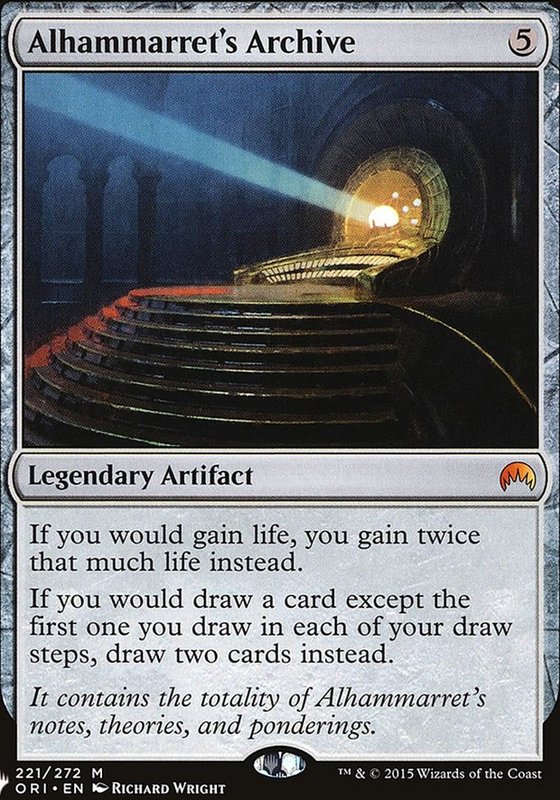 Alhammarret's Archive 5
Legendary Artifact
If you would gain life, you gain twice
that much life instead.
If you would draw a card except the
first one you draw in each of your draw
steps, draw two cards instead.
It contains the totality of Alhammarret's
notes, theories, and ponderings.
221/272 M
ORI • EN Richard Wright
™ & © 2015 Wizards of the Coast